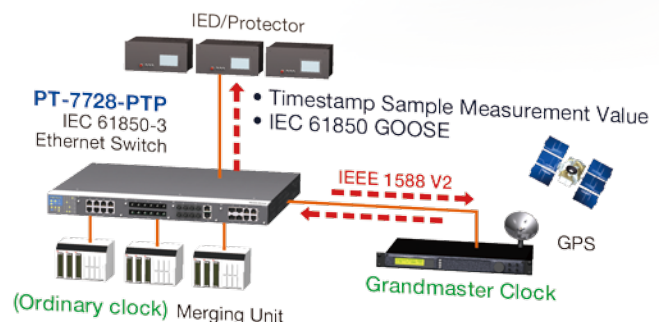 IED/Protector
PT-7728-PTP
IEC 61850-3
Ethernet Switch
• Timestamp Sample Measurement Value
• IEC 61850 GOOSE
IEEE 1588 V2
GPS
Grandmaster Clock
(Ordinary clock) Merging Unit